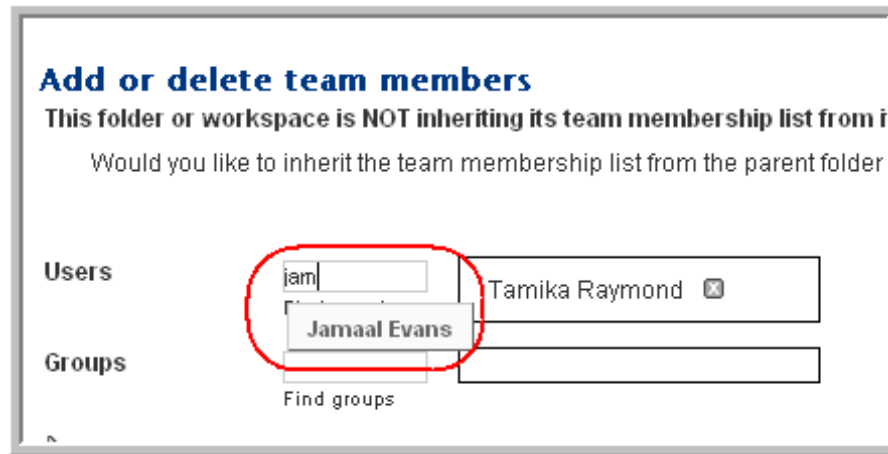 Add or delete team members
This folder or workspace is NOT inheriting its team membership list from i
Would you like to inherit the team membership list from the parent folder
Users
jam
Tamika Raymond
Jamaal Evans
Groups
Find groups